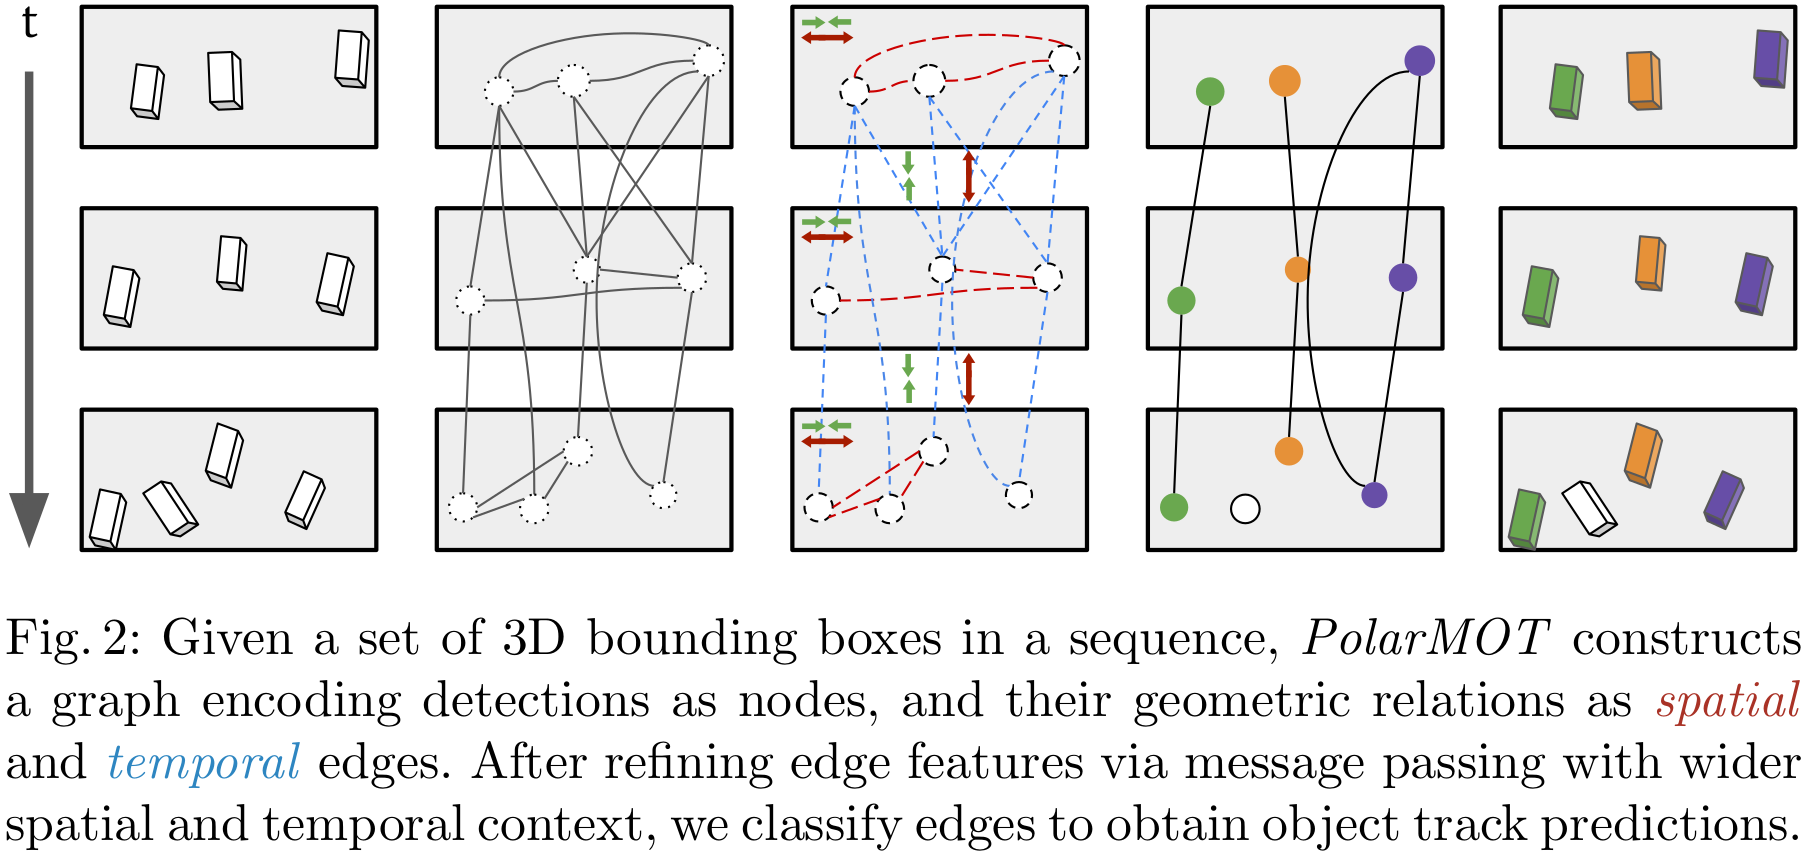 t
Fig. 2: Given a set of 3D bounding boxes in a sequence, PolarMOT constructs
a graph encoding detections as nodes, and their geometric relations as spatial
and temporal edges. After refining edge features via message passing with wider
spatial and temporal context, we classify edges to obtain object track predictions.